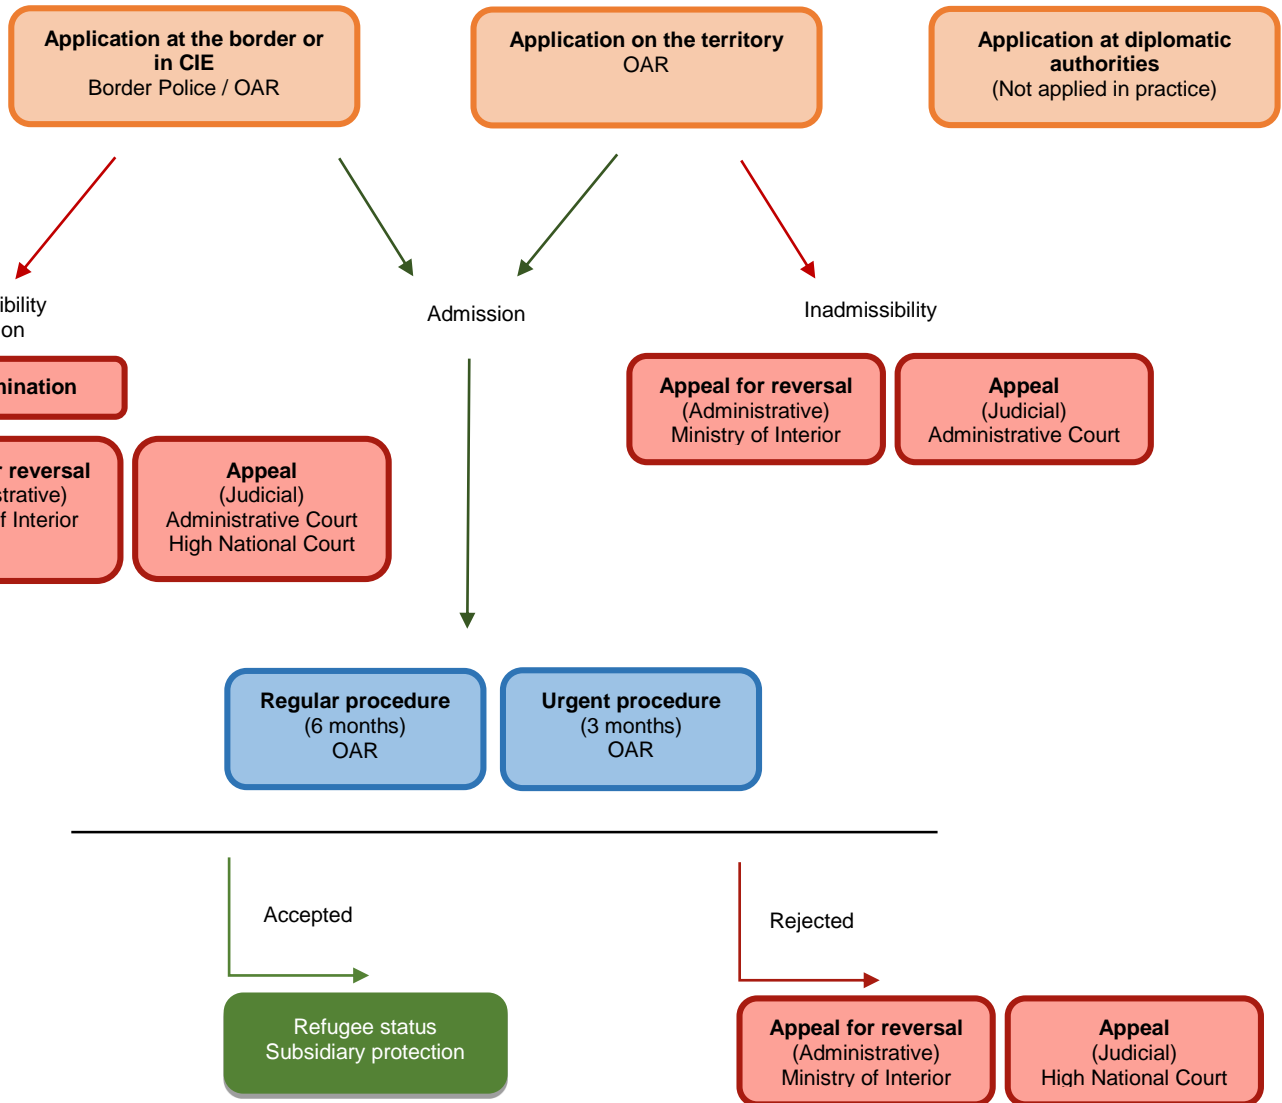 Application at the border or
in CIE
Border Police / OAR
Application on the territory
OAR
Application at diplomatic
authorities
(Not applied in practice)
ibility
on
Admission
Inadmissibility
mination
Appeal for reversal
(Administrative)
Ministry of Interior
Appeal
(Judicial)
Administrative Court
r reversal
strative)
f Interior
Appeal
(Judicial)
Administrative Court
High National Court
Regular procedure
(6 months)
OAR
Urgent procedure
(3 months)
OAR
Accepted
Rejected
Refugee status
Subsidiary protection
Appeal for reversal
(Administrative)
Ministry of Interior
Appeal
(Judicial)
High National Court